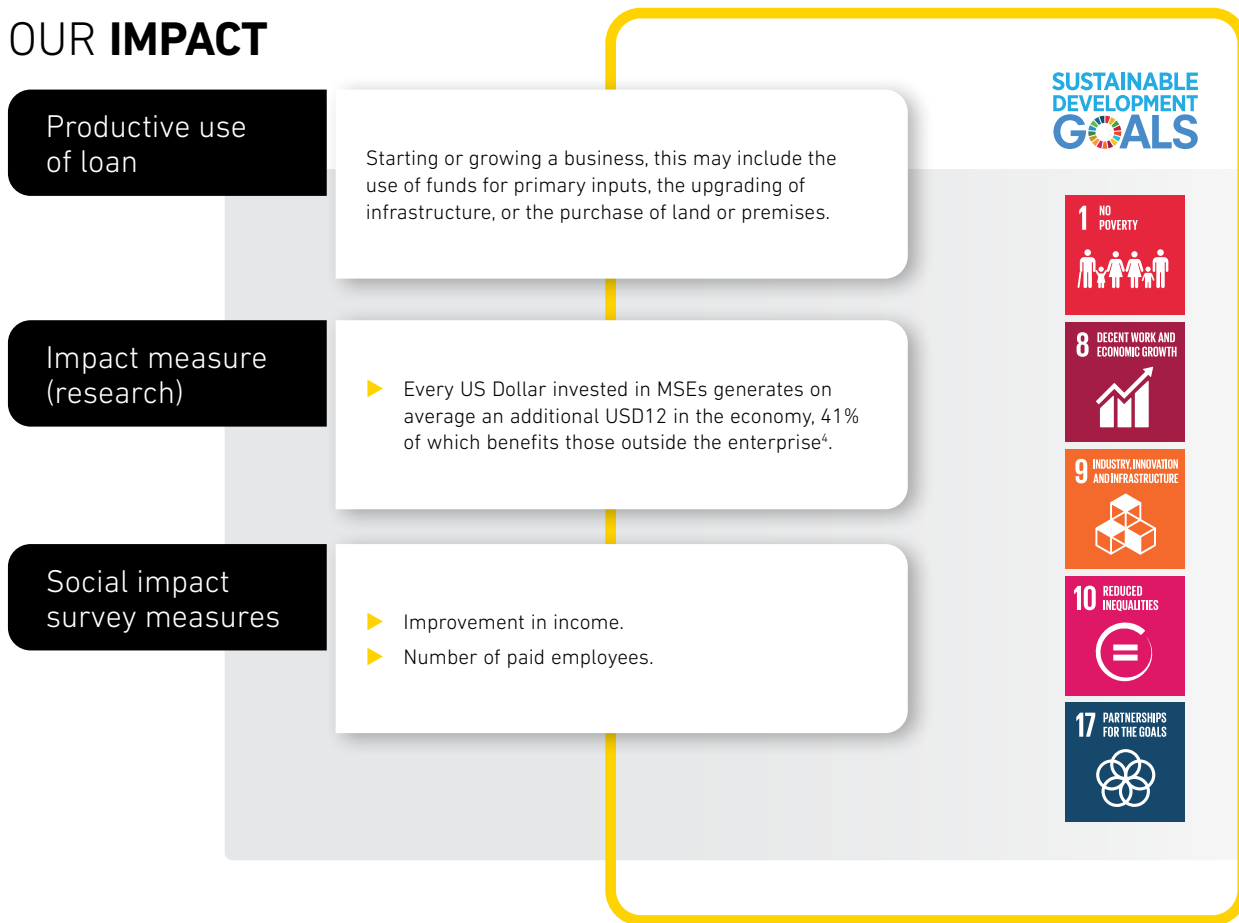 OUR IMPACT
Productive use
of loan
Starting or growing a business, this may include the
use of funds for primary inputs, the upgrading of
infrastructure, or the purchase of land or premises.
Impact measure
(research)
Every US Dollar invested in MSEs generates on
average an additional USD12 in the economy, 41%
of which benefits those outside the enterprise⁴.
Social impact
survey measures
Improvement in income.
Number of paid employees.
SUSTAINABLE
DEVELOPMENT
GOALS
1 NO
POVERTY
8 DECENT WORK AND
ECONOMIC GROWTH
9 INDUSTRY, INNOVATION
AND INFRASTRUCTURE
10 REDUCED
INEQUALITIES
17 PARTNERSHIPS
FOR THE GOALS